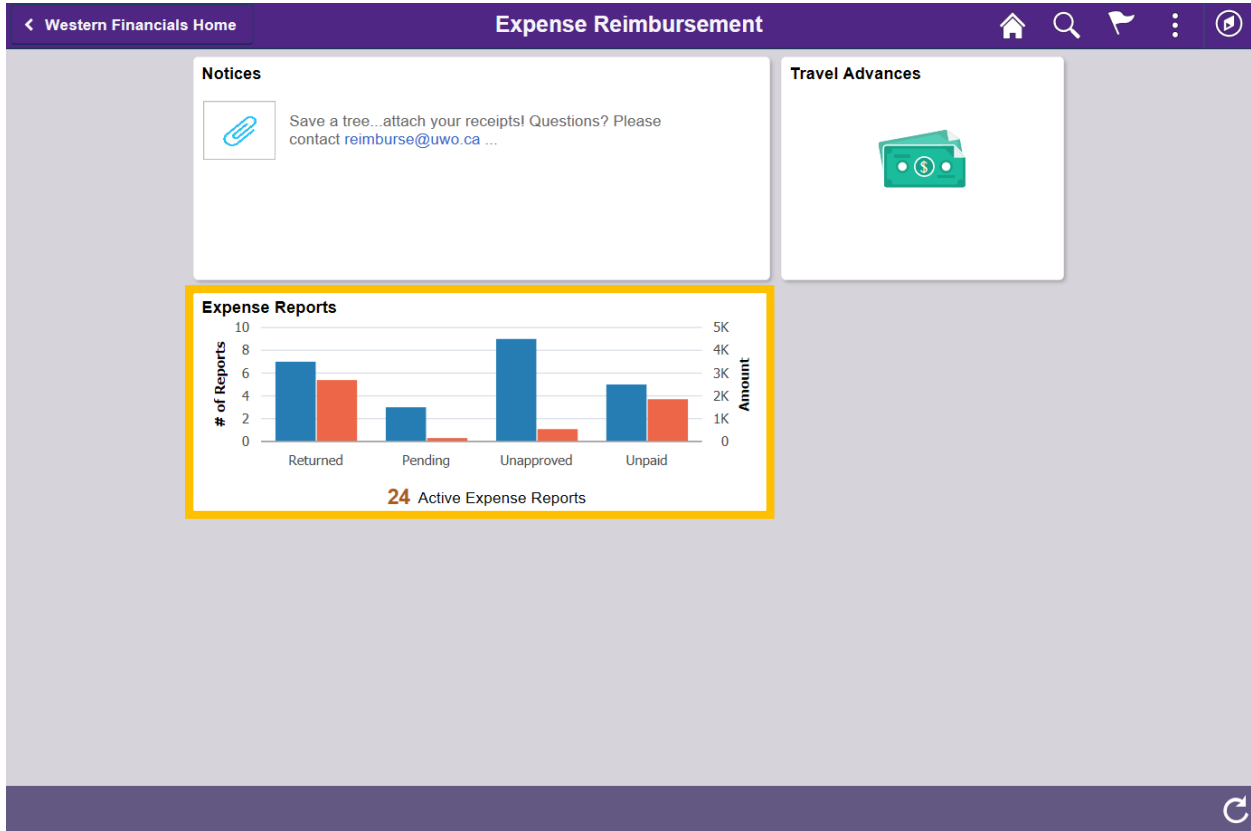 Western Financials Home
Expense Reimbursement
Notices
Save a tree...attach your receipts! Questions? Please
contact reimburse@uwo.ca ...
Travel Advances
$
Expense Reports
# of Reports
10
8
6
4
2
0
5K
4K
3K
2K
1K
0
Amount
Returned
Pending
Unapproved
Unpaid
24 Active Expense Reports